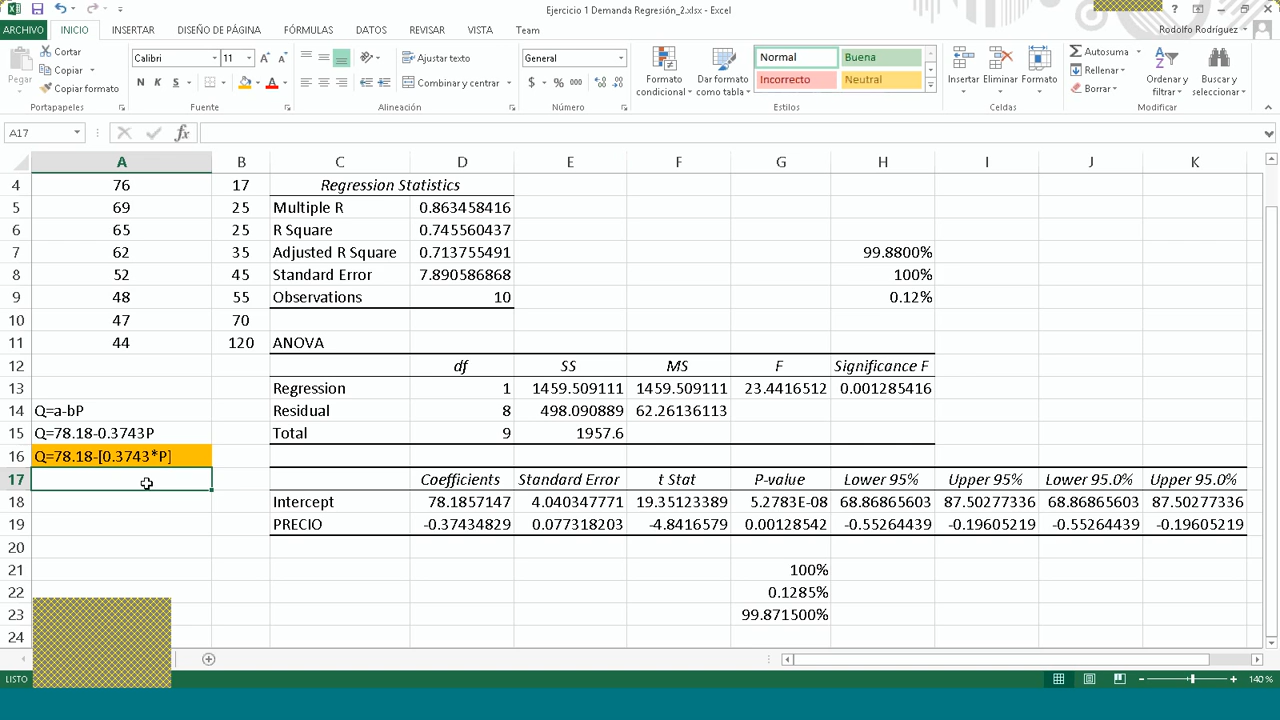 Ejercicio 1 Demanda Regresión_2.xlsx - Excel
ARCHIVO INICIO INSERTAR DISEÑO DE PÁGINA FÓRMULAS DATOS REVISAR VISTA Team Rodolfo Rodríguez
Pegar Cortar Copiar Copiar formato
Calibri 11 N K S
Ajustar texto Combinar y centrar
General $ % 000
Formato condicional Dar formato como tabla Normal Buena Incorrecto Neutral
Insertar Eliminar Formato
Autosuma Rellenar Borrar Ordenar y filtrar Buscar y seleccionar
Portapapeles Fuente Alineación Número Estilos Celdas Modificar
A17 fx
A B C D E F G H I J K
4 76 17 Regression Statistics
5 69 25 Multiple R 0.863458416
6 65 25 R Square 0.745560437
7 62 35 Adjusted R Square 0.713755491 99.8800%
8 52 45 Standard Error 7.890586868 100%
9 48 55 Observations 10 0.12%
10 47 70
11 44 120 ANOVA
12 df SS MS F Significance F
13 Regression 1 1459.509111 1459.509111 23.4416512 0.001285416
14 Q=a-bP Residual 8 498.090889 62.26136113
15 Q=78.18-0.3743P Total 9 1957.6
16 Q=78.18-[0.3743*P]
17 Coefficients Standard Error t Stat P-value Lower 95% Upper 95% Lower 95.0% Upper 95.0%
18 Intercept 78.1857147 4.040347771 19.35123389 5.2783E-08 68.86865603 87.50277336 68.86865603 87.50277336
19 PRECIO -0.37434829 0.077318203 -4.8416579 0.00128542 -0.55264439 -0.19605219 -0.55264439 -0.19605219
20
21 100%
22 0.1285%
23 99.871500%
24
LISTO 140 %